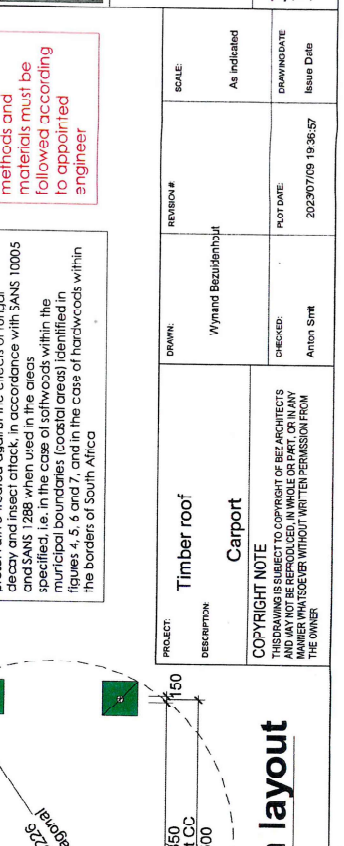 methods and
materials must be
followed according
to appointed
engineer
decay and insect attack, in accordance with SANS 10005
and SANS 1288 when used in the areas
specified, i.e. in the case of softwoods within the
municipal boundaries (coastal areas) identified in
figures 4, 5, 6 and 7, and in the case of hardwoods within
the borders of South Africa
PROJECT:
Timber roof
DESCRIPTION:
Carport
COPYRIGHT NOTE
THIS DRAWING IS SUBJECT TO COPYRIGHT OF BEZ ARCHITECTS
AND MAY NOT BE REPRODUCED, IN WHOLE OR PART, OR IN ANY
MANNER WHATSOEVER WITHOUT WRITTEN PERMSSION FROM
THE OWNER
DRAWN:
Wynand Bezuidenhout
REVISION #:
SCALE:
As indicated
CHECKED:
Anton Smit
PLOT DATE:
2023/07/09 19:36:57
DRAWING DATE
Issue Date
150
layout